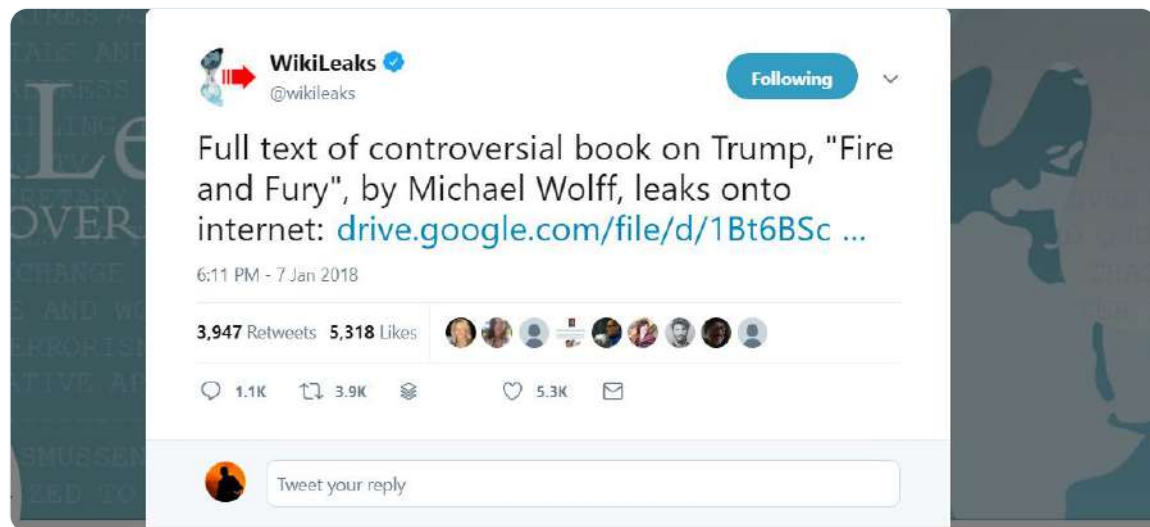 WikiLeaks
@wikileaks
Following
Full text of controversial book on Trump, "Fire
and Fury", by Michael Wolff, leaks onto
internet: drive.google.com/file/d/1Bt6BSc ...
6:11 PM - 7 Jan 2018
3,947 Retweets 5,318 Likes
1.1K 3.9K 5.3K
Tweet your reply